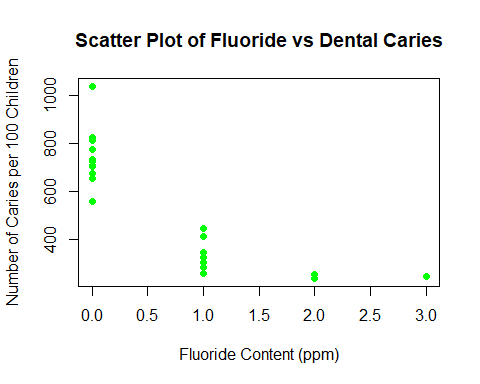 Scatter Plot of Fluoride vs Dental Caries
Number of Caries per 100 Children
1000
800
600
400
0.0 0.5 1.0 1.5 2.0 2.5 3.0
Fluoride Content (ppm)